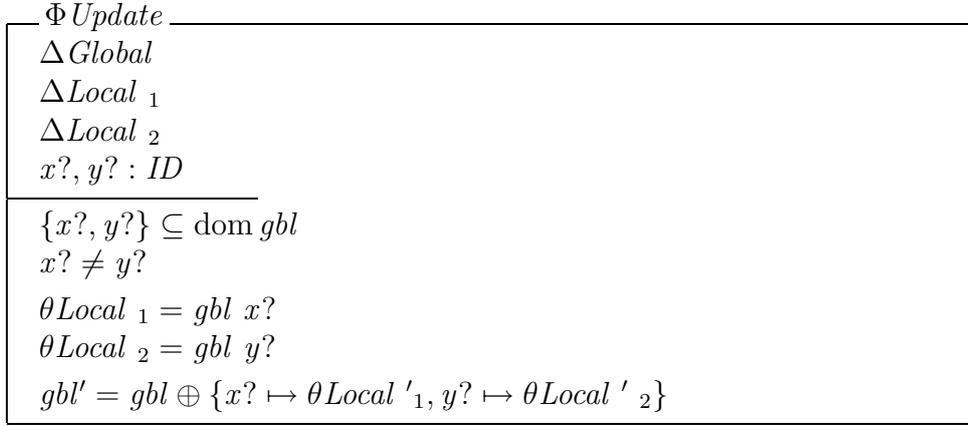 Φ Update
ΔGlobal
ΔLocal ₁
ΔLocal ₂
x?, y? : ID
{x?, y?} ⊆ dom gbl
x? ≠ y?
θLocal ₁ = gbl x?
θLocal ₂ = gbl y?
gbl′ = gbl ⊕ {x? ↦ θLocal ′₁, y? ↦ θLocal ′ ₂}